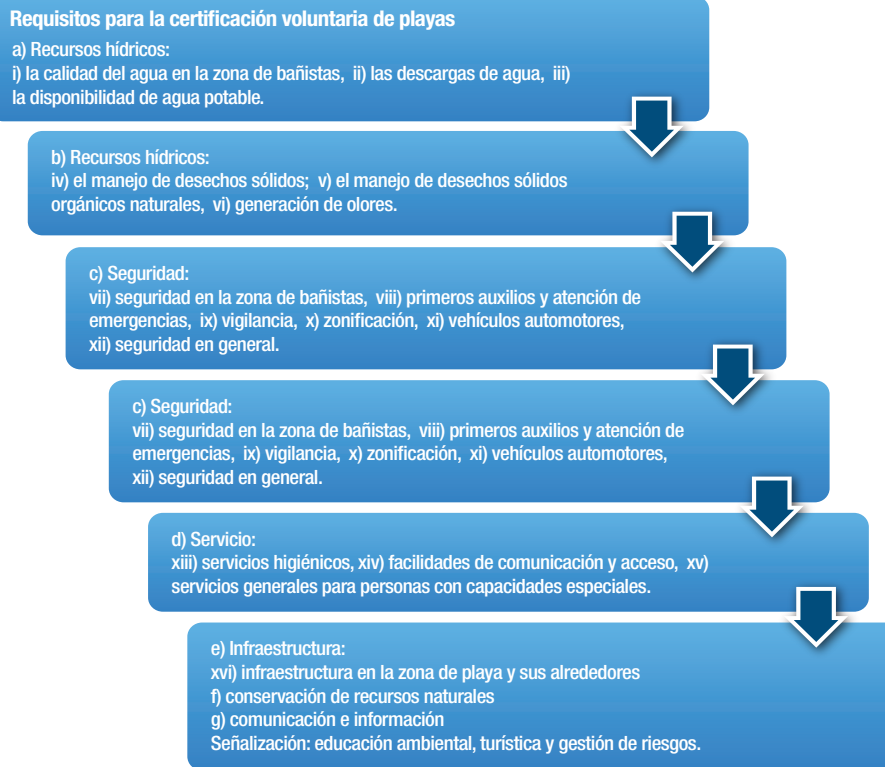 Requisitos para la certificación voluntaria de playas
a) Recursos hídricos:
i) la calidad del agua en la zona de bañistas, ii) las descargas de agua, iii)
la disponibilidad de agua potable.
b) Recursos hídricos:
iv) el manejo de desechos sólidos; v) el manejo de desechos sólidos
orgánicos naturales, vi) generación de olores.
c) Seguridad:
vii) seguridad en la zona de bañistas, viii) primeros auxilios y atención de
emergencias, ix) vigilancia, x) zonificación, xi) vehículos automotores,
xii) seguridad en general.
c) Seguridad:
vii) seguridad en la zona de bañistas, viii) primeros auxilios y atención de
emergencias, ix) vigilancia, x) zonificación, xi) vehículos automotores,
xii) seguridad en general.
d) Servicio:
xiii) servicios higiénicos, xiv) facilidades de comunicación y acceso, xv)
servicios generales para personas con capacidades especiales.
e) Infraestructura:
xvi) infraestructura en la zona de playa y sus alrededores
f) conservación de recursos naturales
g) comunicación e información
Señalización: educación ambiental, turística y gestión de riesgos.